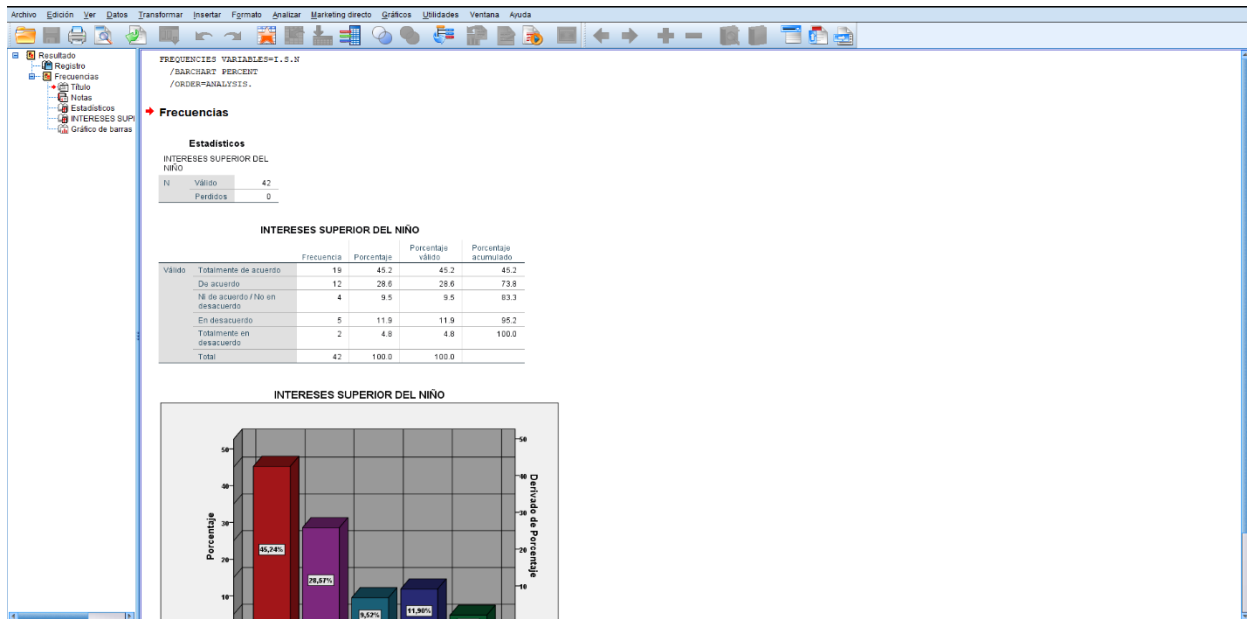 Archivo Edición Ver Datos Transformar Insertar Formato Analizar Marketing directo Gráficos Utilidades Ventana Ayuda
Resultado
Registro
Frecuencias
Título
Notas
Estadísticos
INTERESES SUPI
Gráfico de barras
FREQUENCIES VARIABLES=I.S.N
/BARCHART PERCENT
/ORDER=ANALYSIS.
Frecuencias
Estadísticos
INTERESES SUPERIOR DEL
NIÑO
N Válido 42
Perdidos 0
INTERESES SUPERIOR DEL NIÑO
Frecuencia Porcentaje Porcentaje válido Porcentaje acumulado
Válido Totalmente de acuerdo 19 45.2 45.2 45.2
De acuerdo 12 28.6 28.6 73.8
Ni de acuerdo / No en desacuerdo 4 9.5 9.5 83.3
En desacuerdo 5 11.9 11.9 95.2
Totalmente en desacuerdo 2 4.8 4.8 100.0
Total 42 100.0 100.0
INTERESES SUPERIOR DEL NIÑO
50
40
30
20
10
Porcentaje
45,24%
28,57%
9,52%
11,90%
50
40
30
20
10
Derivado de Porcentaje